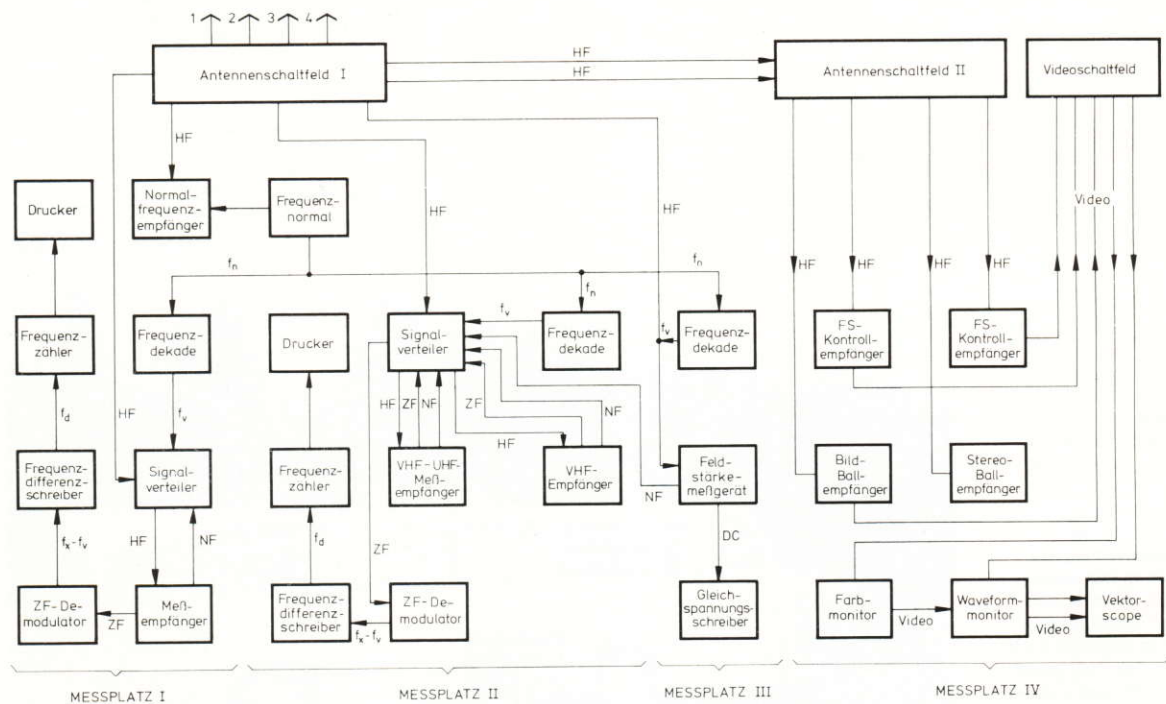 1 2 3 4
Antennenschaltfeld I
HF
HF
Antennenschaltfeld II
Videoschaltfeld
HF
Drucker
Normal-
frequenz-
empfänger
Frequenz-
normal
HF
HF
Video
fn
fn
HF
HF
HF
HF
Frequenz-
zähler
Frequenz-
dekade
Drucker
Signal-
verteiler
fv
Frequenz-
dekade
fv
Frequenz-
dekade
FS-
Kontroll-
empfänger
FS-
Kontroll-
empfänger
fd
HF
fv
HF
ZF
NF
HF
ZF
NF
Frequenz-
differenz-
schreiber
Signal-
verteiler
Frequenz-
zähler
VHF-UHF-
Meß-
empfänger
VHF-
Empfänger
NF
Feld-
stärke-
meßgerät
Bild-
Ball-
empfänger
Stereo-
Ball-
empfänger
fx-fv
HF
NF
fd
ZF
DC
ZF-De-
modulator
ZF
Meß-
empfänger
Frequenz-
differenz-
schreiber
fx-fv
ZF-De-
modulator
Gleich-
spannungs-
schreiber
Farb-
monitor
Video
Waveform-
monitor
Video
Vektor-
scope
MESSPLATZ I
MESSPLATZ II
MESSPLATZ III
MESSPLATZ IV